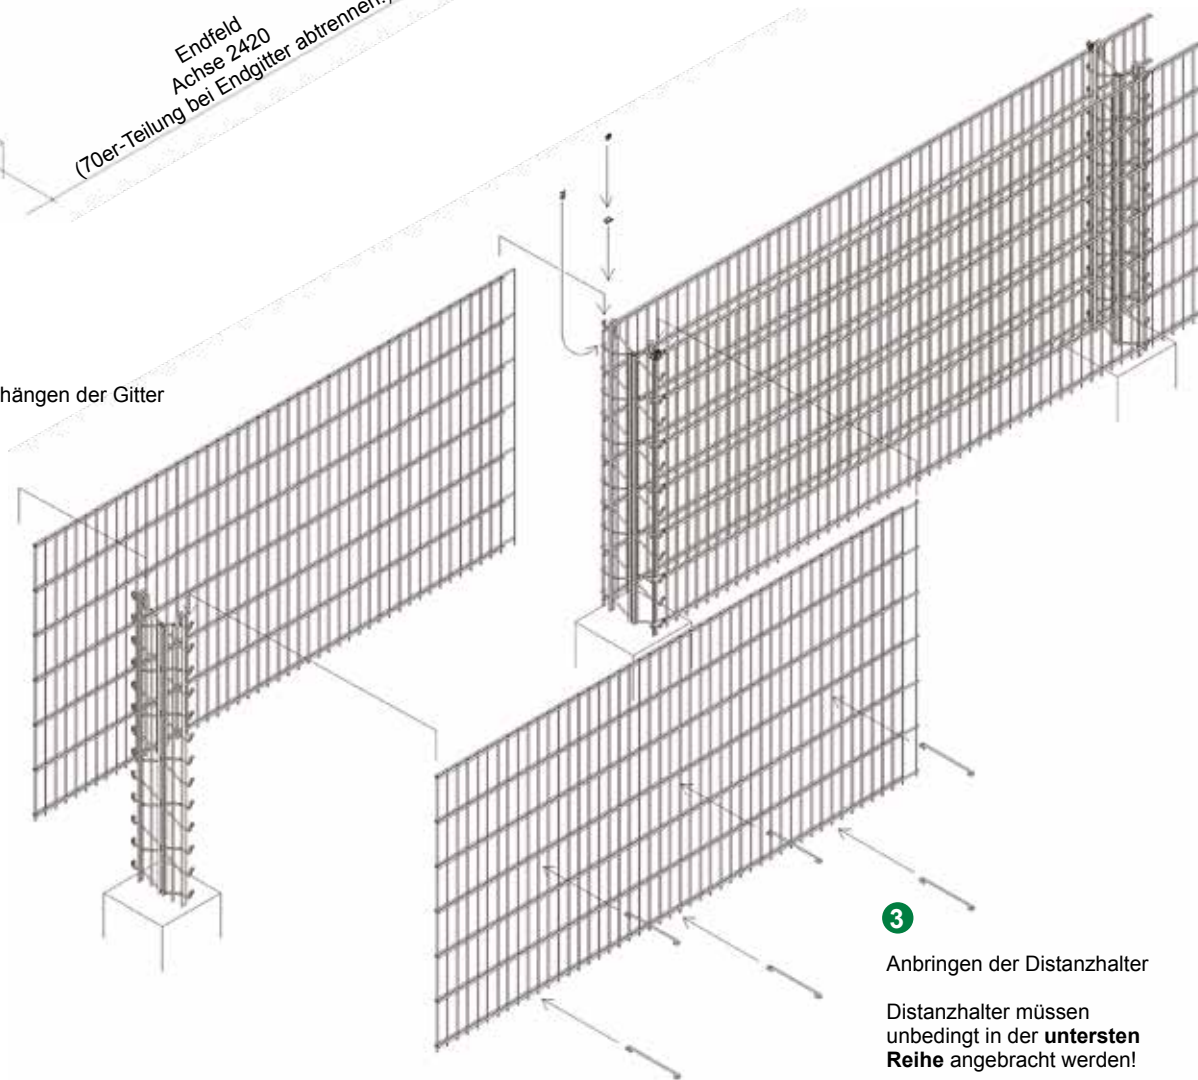 Endfeld
Achse 2420
(70er-Teilung bei Endgitter abtrennen!)
hängen der Gitter
3
Anbringen der Distanzhalter
Distanzhalter müssen
unbedingt in der untersten
Reihe angebracht werden!